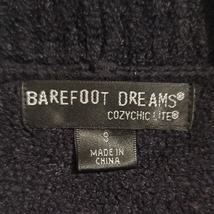 BAREFOOT DREAMS®
COZYCHIC LITE®
S
MADE IN
CHINA